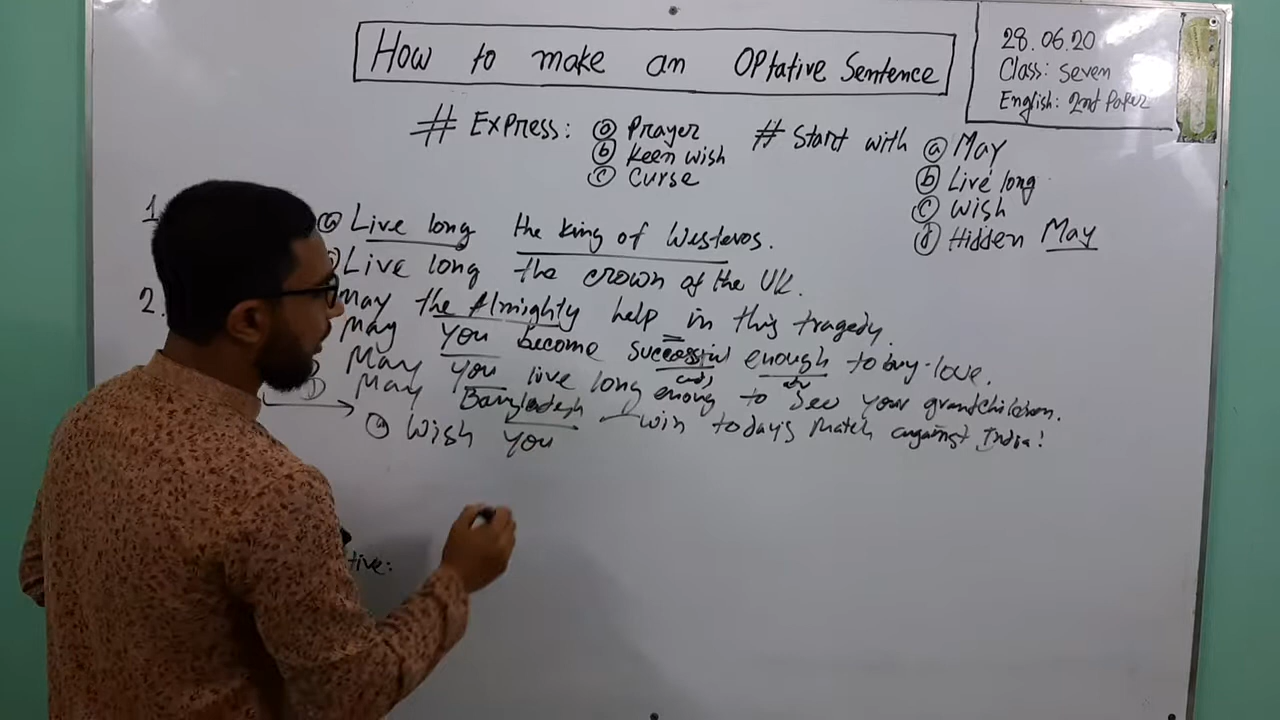 How to make an Optative Sentence
28.06.20
Class: Seven
English: 2nd Paper
# Express: ⓐ Prayer
ⓑ Keen wish
ⓒ Curse
# Start with ⓐ May
ⓑ Live long
ⓒ Wish
ⓓ Hidden May
1.
ⓐ Live long the king of Westeros.
Live long the crown of the UK.
2.
May the Almighty help in this tragedy.
May you become successful enough to buy love.
May you live long enough to see your grandchildren.
May Bangladesh win today's match against India!
ⓐ Wish you
tive: